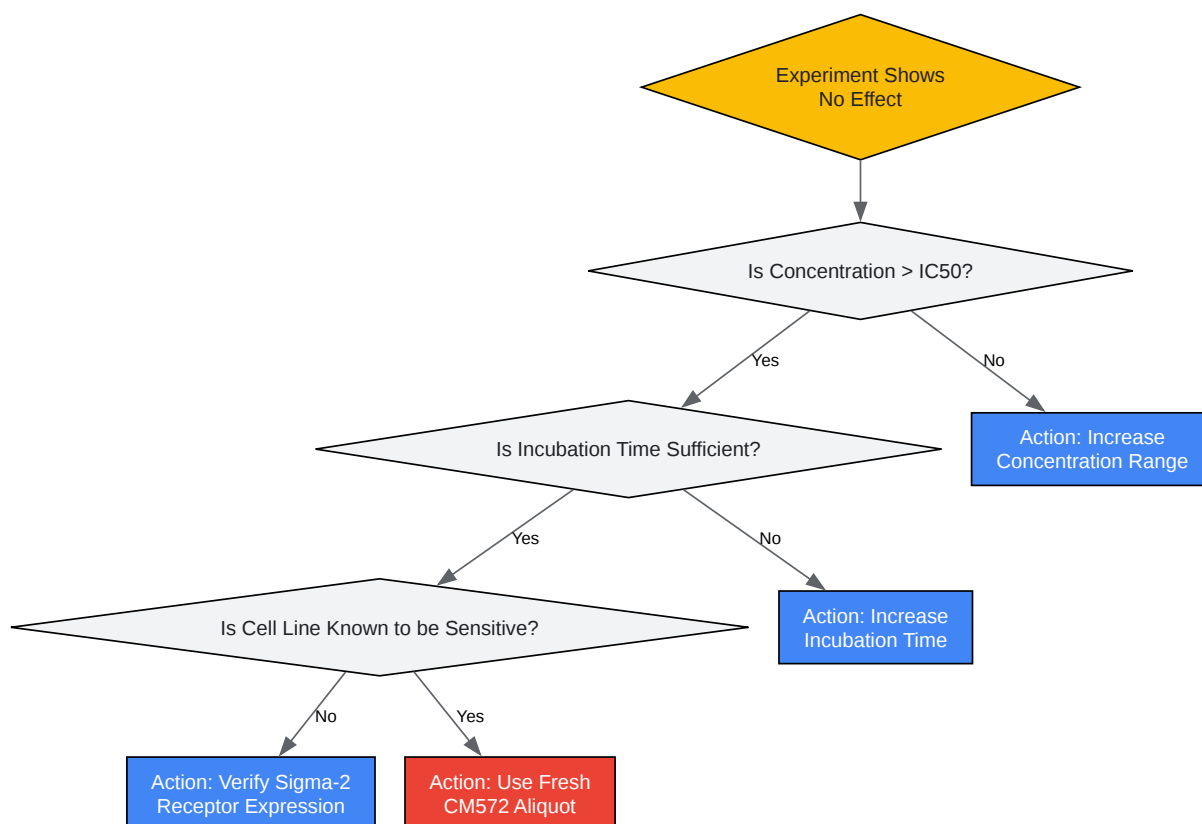 Experiment Shows
No Effect
Is Concentration > IC50?
Yes
No
Is Incubation Time Sufficient?
Action: Increase
Concentration Range
Yes
No
Is Cell Line Known to be Sensitive?
Action: Increase
Incubation Time
No
Yes
Action: Verify Sigma-2
Receptor Expression
Action: Use Fresh
CM572 Aliquot